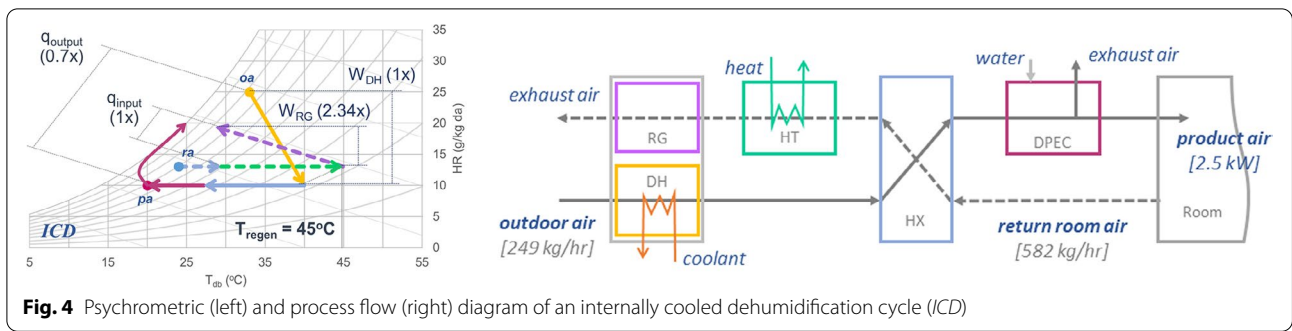 q_output
(0.7x)
q_input
(1x)
oa
W_DH (1x)
W_RG (2.34x)
ra
pa
ICD
T_regen = 45°C
35
30
25
20
15
10
5
0
HR (g/kg da)
5 15 25 35 45 55
T_db (°C)
exhaust air
RG
DH
heat
HT
HX
water
exhaust air
DPEC
product air
[2.5 kW]
Room
outdoor air
[249 kg/hr]
coolant
return room air
[582 kg/hr]
Fig. 4 Psychrometric (left) and process flow (right) diagram of an internally cooled dehumidification cycle (ICD)